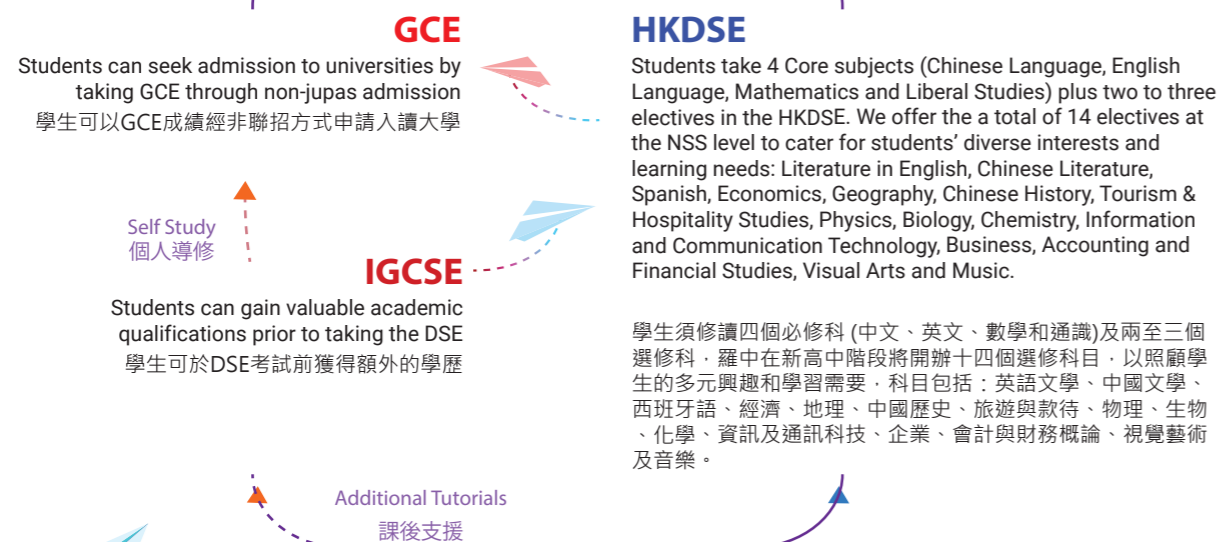 GCE
Students can seek admission to universities by
taking GCE through non-jupas admission
學生可以GCE成績經非聯招方式申請入讀大學
Self Study
個人導修
IGCSE
Students can gain valuable academic
qualifications prior to taking the DSE
學生可於DSE考試前獲得額外的學歷
Additional Tutorials
課後支援
HKDSE
Students take 4 Core subjects (Chinese Language, English
Language, Mathematics and Liberal Studies) plus two to three
electives in the HKDSE. We offer the a total of 14 electives at
the NSS level to cater for students’ diverse interests and
learning needs: Literature in English, Chinese Literature,
Spanish, Economics, Geography, Chinese History, Tourism &
Hospitality Studies, Physics, Biology, Chemistry, Information
and Communication Technology, Business, Accounting and
Financial Studies, Visual Arts and Music.
學生須修讀四個必修科 (中文、英文、數學和通識)及兩至三個
選修科，羅中在新高中階段將開辦十四個選修科目，以照顧學
生的多元興趣和學習需要，科目包括：英語文學、中國文學、
西班牙語、經濟、地理、中國歷史、旅遊與款待、物理、生物
、化學、資訊及通訊科技、企業、會計與財務概論、視覺藝術
及音樂。